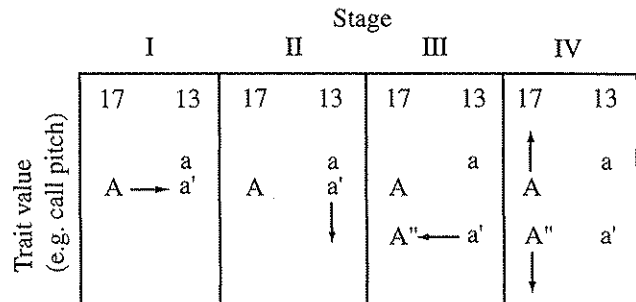 Stage
I II III IV
17 13 17 13 17 13 17 13
a a a a
A a' A a' A A
A" a' A" a'
Trait value
(e.g. call pitch)